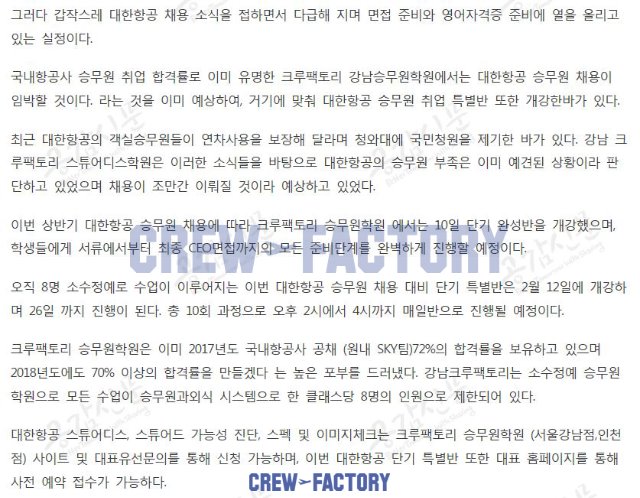 그러다 갑작스레 대한항공 채용 소식을 접하면서 다급해 지며 면접 준비와 영어자격증 준비에 열을 올리고
있는 실정이다.
국내항공사 승무원 취업 합격률로 이미 유명한 크루팩토리 강남승무원학원에서는 대한항공 승무원 채용이
임박할 것이다. 라는 것을 이미 예상하여, 거기에 맞춰 대한항공 승무원 취업 특별반 또한 개강한바가 있다.
최근 대한항공의 객실승무원들이 연차사용을 보장해 달라며 청와대에 국민청원을 제기한 바가 있다. 강남 크
루팩토리 스튜어디스학원은 이러한 소식들을 바탕으로 대한항공의 승무원 부족은 이미 예견된 상황이라 판
단하고 있었으며 채용이 조만간 이뤄질 것이라 예상하고 있었다.
이번 상반기 대한항공 승무원 채용에 따라 크루팩토리 승무원학원 에서는 10일 단기 완성반을 개강했으며,
학생들에게 서류에서부터 최종 CEO면접까지의 모든 준비단계를 완벽하게 진행할 예정이다.
CREW FACTORY
오직 8명 소수정예로 수업이 이루어지는 이번 대한항공 승무원 채용 대비 단기 특별반은 2월 12일에 개강하
며 26일 까지 진행이 된다. 총 10회 과정으로 오후 2시에서 4시까지 매일반으로 진행될 예정이다.
크루팩토리 승무원학원은 이미 2017년도 국내항공사 공채 (원내 SKY팀)72%의 합격률을 보유하고 있으며
2018년도에도 70% 이상의 합격률을 만들겠다 는 높은 포부를 드러냈다. 강남크루팩토리는 소수정예 승무원
학원으로 모든 수업이 승무원과외식 시스템으로 한 클래스당 8명의 인원으로 제한되어 있다.
대한항공 스튜어디스, 스튜어드 가능성 진단, 스펙 및 이미지체크는 크루팩토리 승무원학원 (서울강남점,인천
점) 사이트 및 대표유선문의를 통해 신청 가능하며, 이번 대한항공 단기 특별반 또한 대표 홈페이지를 통해
사전 예약 접수가 가능하다.
CREW FACTORY
공감신문